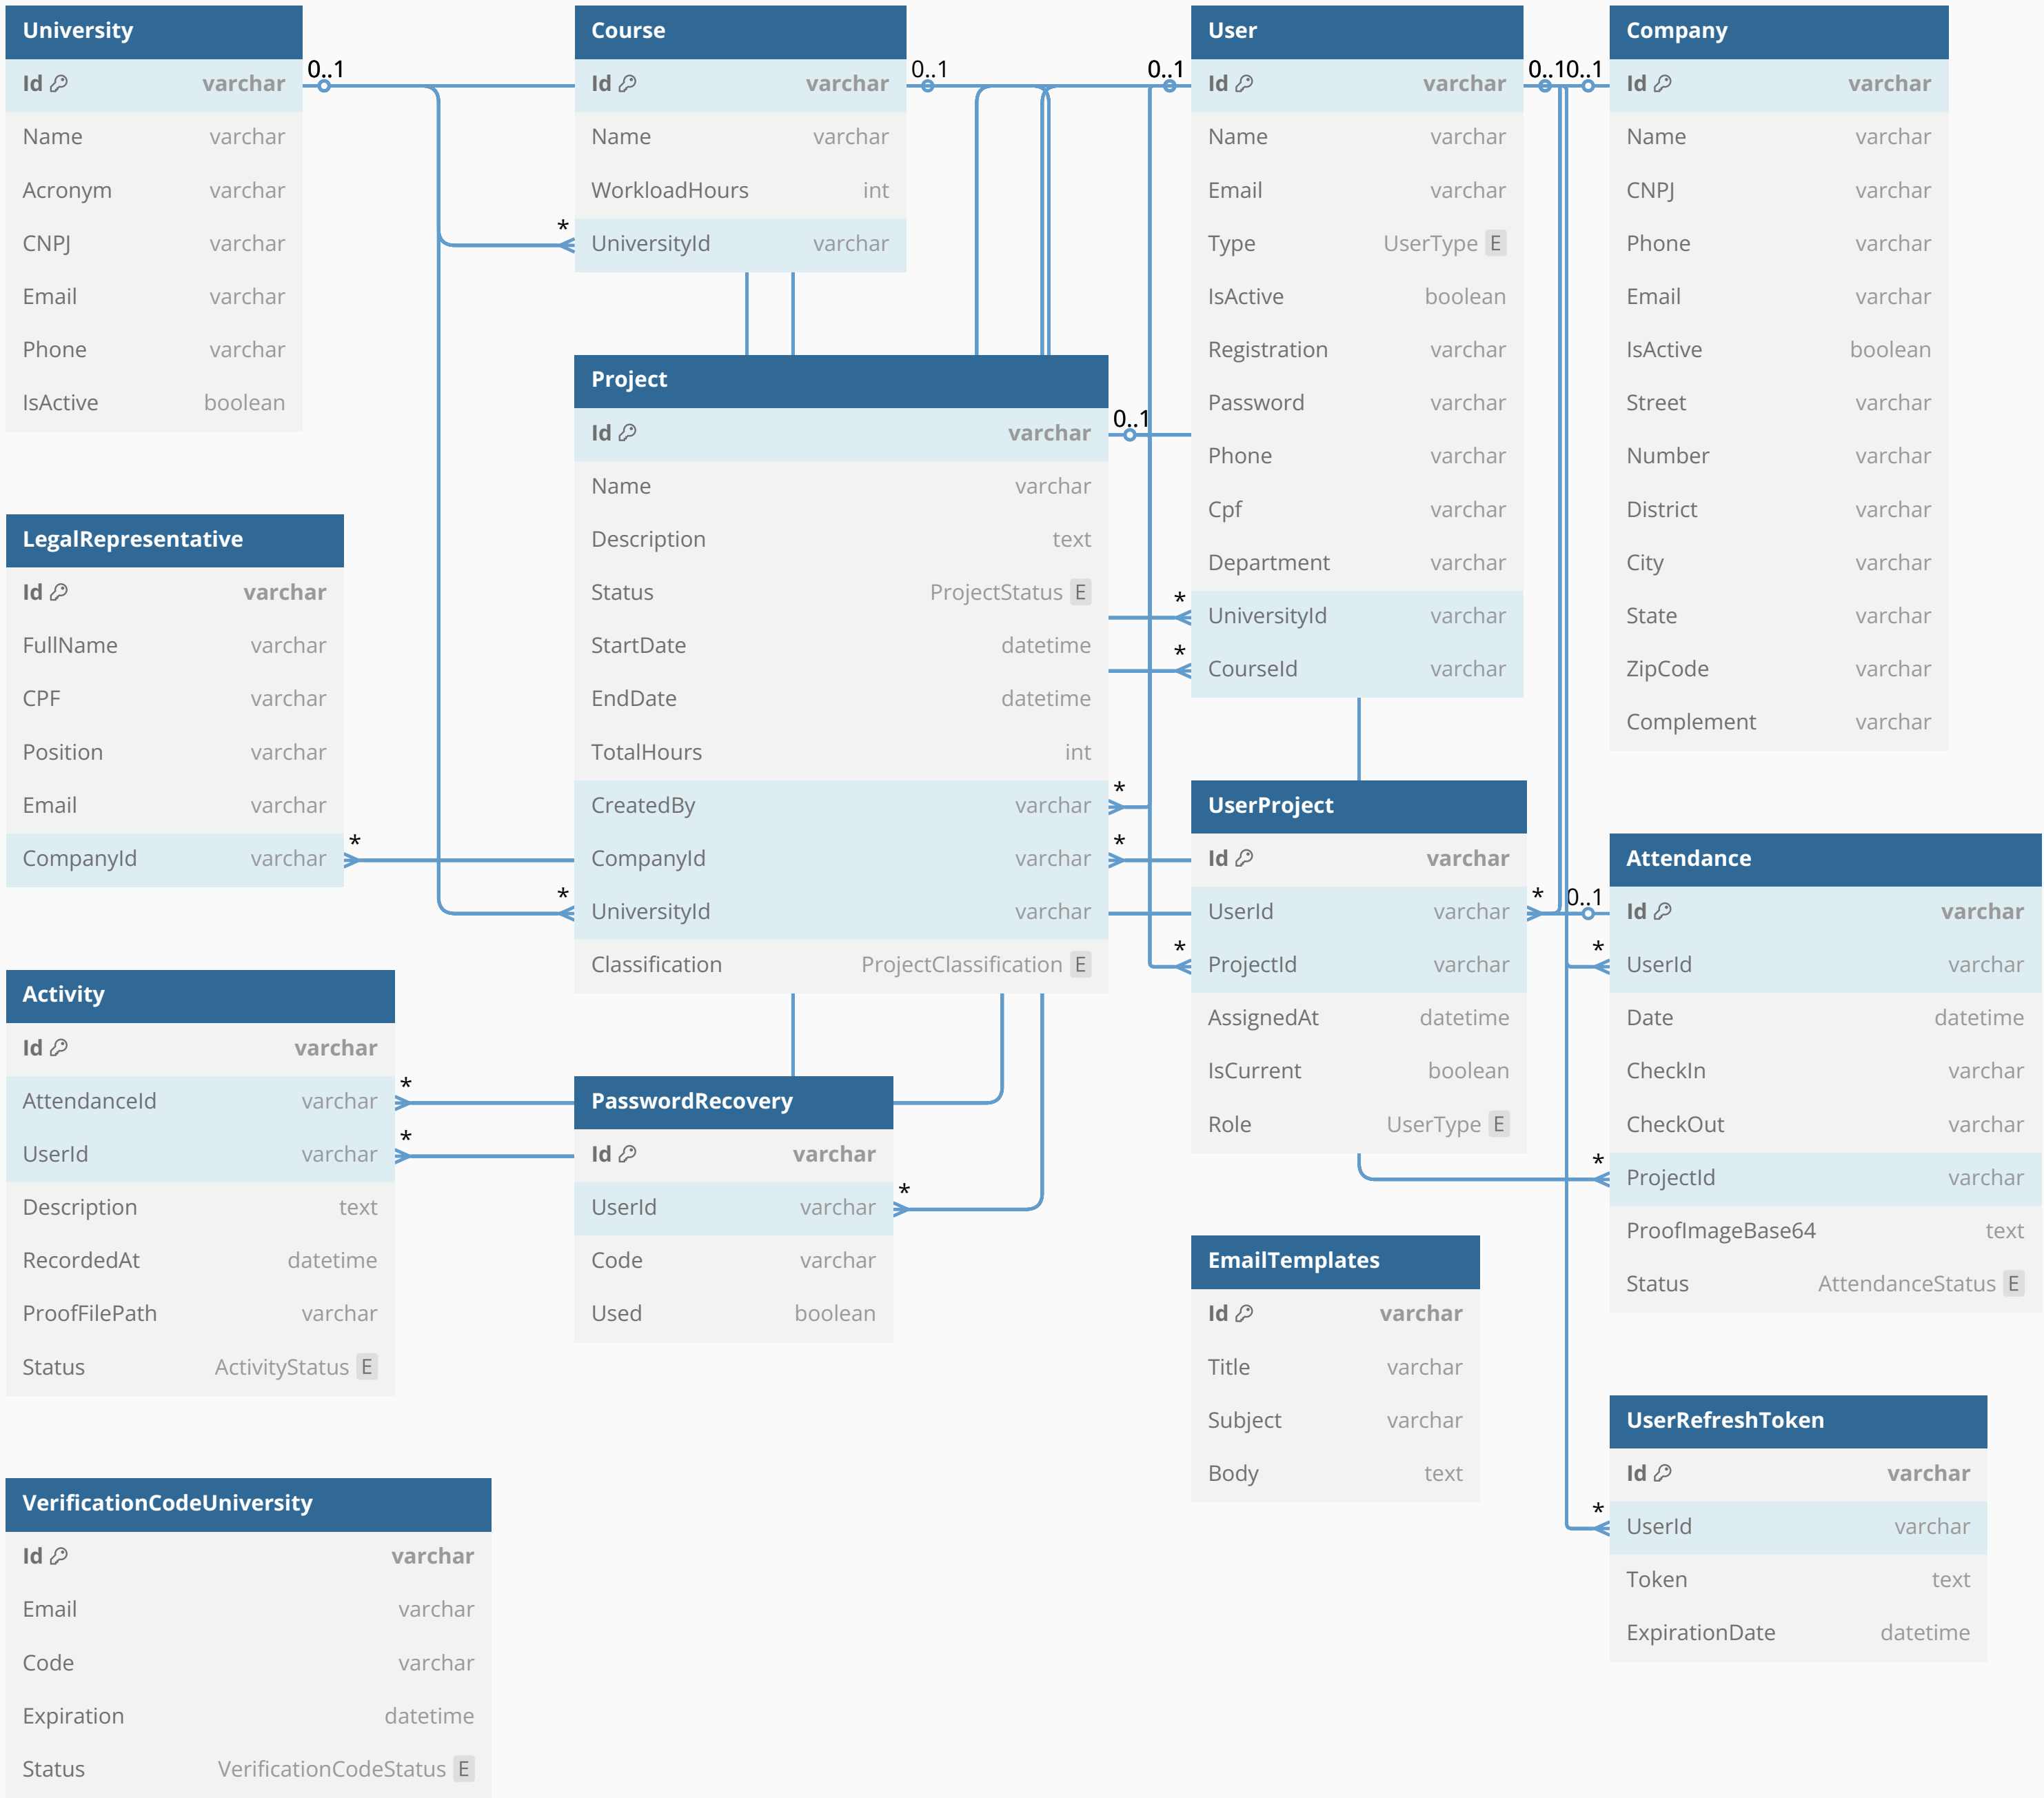 University
Id varchar
Name varchar
Acronym varchar
CNPJ varchar
Email varchar
Phone varchar
IsActive boolean
0..1
Course
Id varchar
Name varchar
WorkloadHours int
* UniversityId varchar
0..1
0..1
User
Id varchar
Name varchar
Email varchar
Type UserType E
IsActive boolean
Registration varchar
Password varchar
Phone varchar
Cpf varchar
Department varchar
* UniversityId varchar
* CourseId varchar
0..1
0..1
Company
Id varchar
Name varchar
CNPJ varchar
Phone varchar
Email varchar
IsActive boolean
Street varchar
Number varchar
District varchar
City varchar
State varchar
ZipCode varchar
Complement varchar
Project
Id varchar 0..1
Name varchar
Description text
Status ProjectStatus E
StartDate datetime
EndDate datetime
TotalHours int
CreatedBy varchar *
CompanyId varchar *
* UniversityId varchar
Classification ProjectClassification E
LegalRepresentative
Id varchar
FullName varchar
CPF varchar
Position varchar
Email varchar
CompanyId varchar *
UserProject
Id varchar
UserId varchar *
* ProjectId varchar
AssignedAt datetime
IsCurrent boolean
Role UserType E
Attendance
0..1 Id varchar
* UserId varchar
Date datetime
CheckIn varchar
CheckOut varchar
* ProjectId varchar
ProofImageBase64 text
Status AttendanceStatus E
Activity
Id varchar
AttendanceId varchar *
UserId varchar *
Description text
RecordedAt datetime
ProofFilePath varchar
Status ActivityStatus E
PasswordRecovery
Id varchar
UserId varchar *
Code varchar
Used boolean
EmailTemplates
Id varchar
Title varchar
Subject varchar
Body text
UserRefreshToken
Id varchar
* UserId varchar
Token text
ExpirationDate datetime
VerificationCodeUniversity
Id varchar
Email varchar
Code varchar
Expiration datetime
Status VerificationCodeStatus E